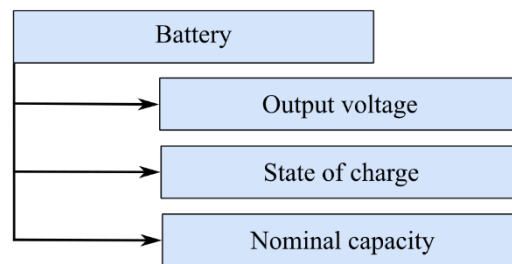 Battery
Output voltage
State of charge
Nominal capacity